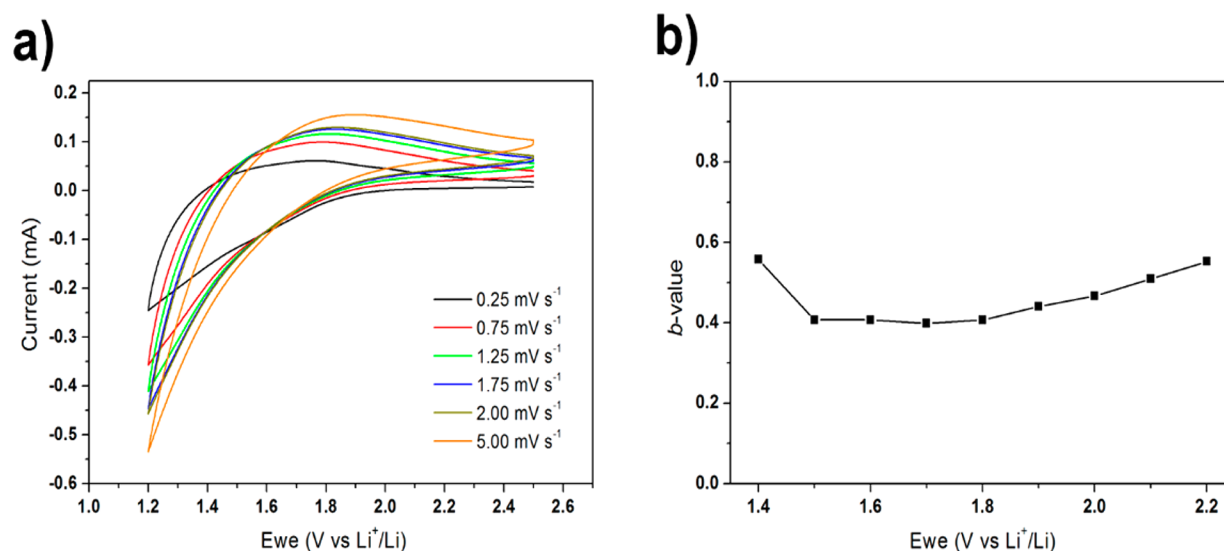 a)
0.2
0.1
0.0
-0.1
-0.2
-0.3
-0.4
-0.5
-0.6
Current (mA)
0.25 mV s⁻¹
0.75 mV s⁻¹
1.25 mV s⁻¹
1.75 mV s⁻¹
2.00 mV s⁻¹
5.00 mV s⁻¹
1.0 1.2 1.4 1.6 1.8 2.0 2.2 2.4 2.6
Ewe (V vs Li⁺/Li)
b)
1.0
0.8
0.6
0.4
0.2
0.0
b-value
1.4 1.6 1.8 2.0 2.2
Ewe (V vs Li⁺/Li)